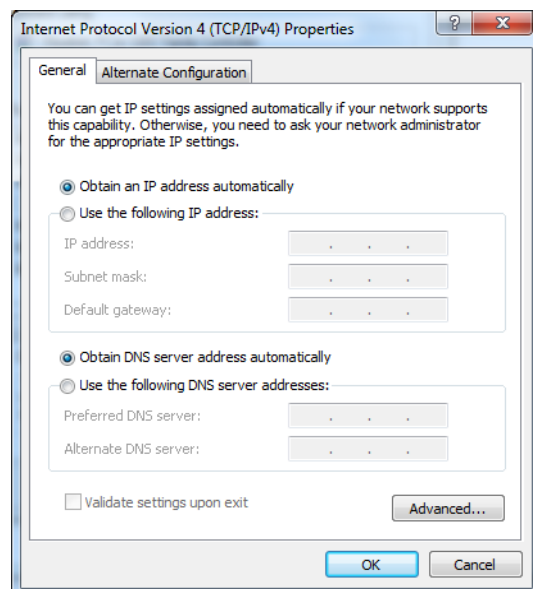 Internet Protocol Version 4 (TCP/IPv4) Properties
General
Alternate Configuration
You can get IP settings assigned automatically if your network supports
this capability. Otherwise, you need to ask your network administrator
for the appropriate IP settings.
Obtain an IP address automatically
Use the following IP address:
IP address:
Subnet mask:
Default gateway:
Obtain DNS server address automatically
Use the following DNS server addresses:
Preferred DNS server:
Alternate DNS server:
Validate settings upon exit
Advanced...
OK
Cancel